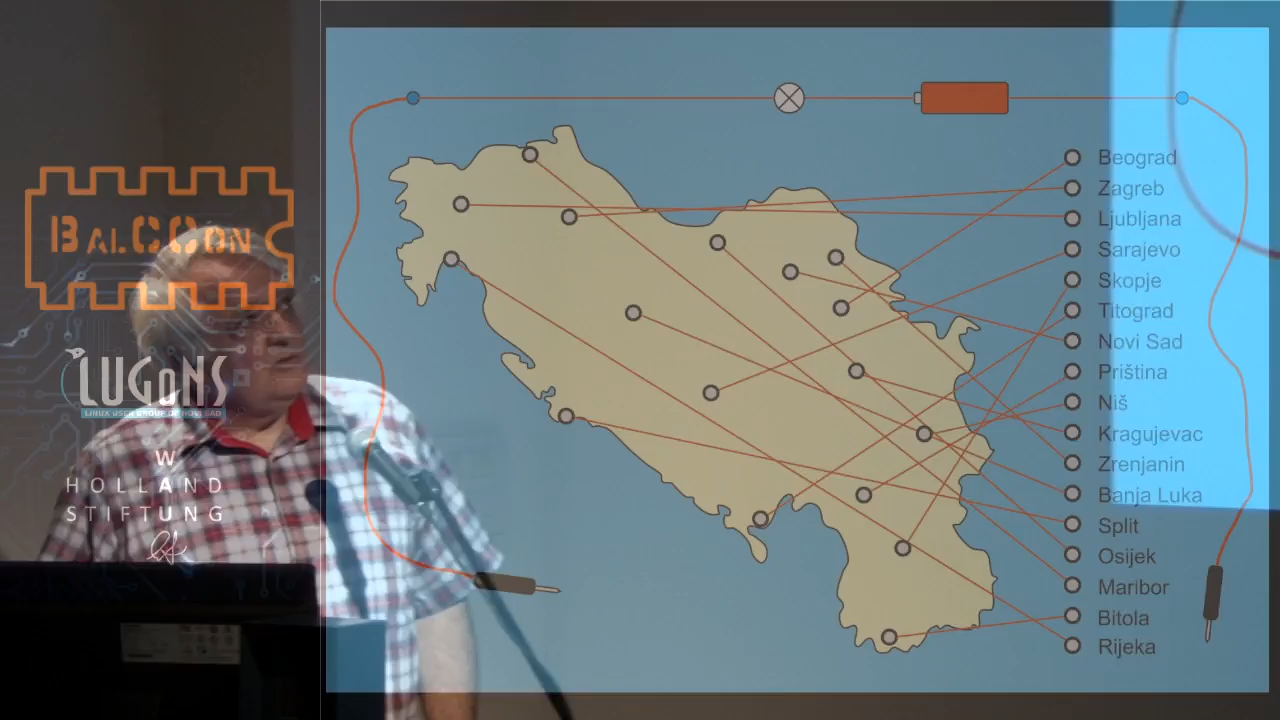 BALCCON
LUGONS
LINUX USER GROUP OF NOVI SAD
WAU
HOLLAND
STIFTUNG
Beograd
Zagreb
Ljubljana
Sarajevo
Skopje
Titograd
Novi Sad
Priština
Niš
Kragujevac
Zrenjanin
Banja Luka
Split
Osijek
Maribor
Bitola
Rijeka